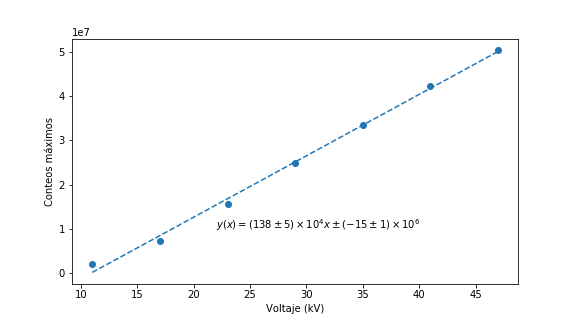 1e7
5
4
3
2
1
0
Conteos máximos
y(x) = (138 ± 5) × 10⁴x ± (−15 ± 1) × 10⁶
10 15 20 25 30 35 40 45
Voltaje (kV)